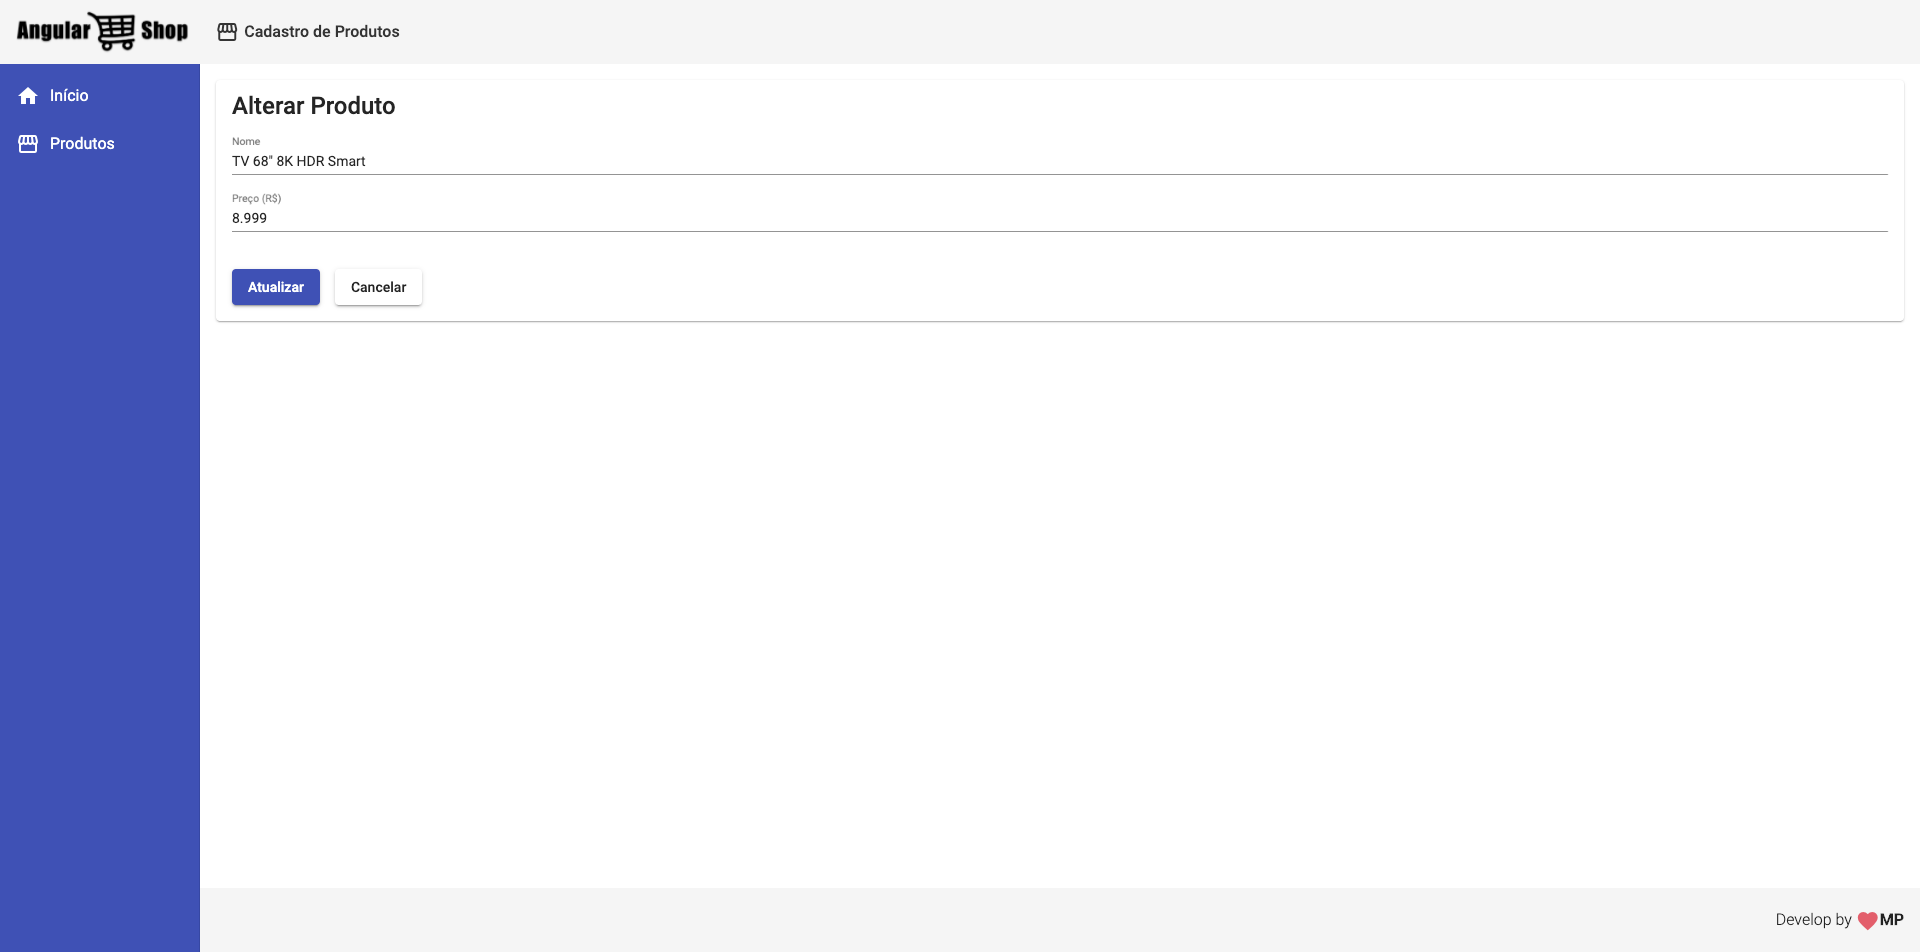 Angular Shop
Cadastro de Produtos
Início
Produtos
Alterar Produto
Nome
TV 68" 8K HDR Smart
Preço (R$)
8.999
Atualizar
Cancelar
Develop by MP